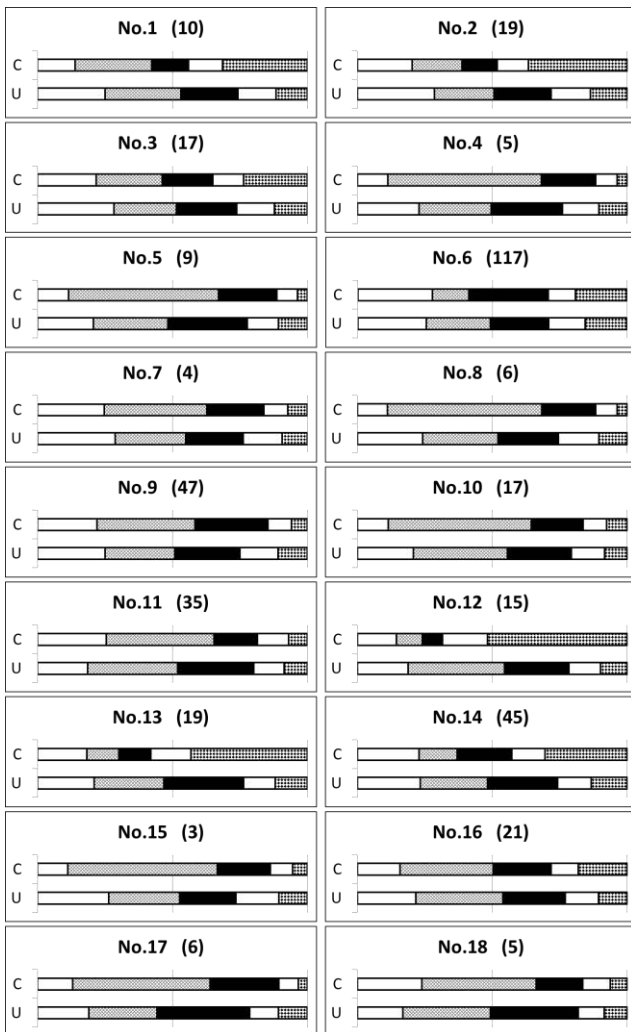 No.1 (10)
C
U
No.2 (19)
C
U
No.3 (17)
C
U
No.4 (5)
C
U
No.5 (9)
C
U
No.6 (117)
C
U
No.7 (4)
C
U
No.8 (6)
C
U
No.9 (47)
C
U
No.10 (17)
C
U
No.11 (35)
C
U
No.12 (15)
C
U
No.13 (19)
C
U
No.14 (45)
C
U
No.15 (3)
C
U
No.16 (21)
C
U
No.17 (6)
C
U
No.18 (5)
C
U